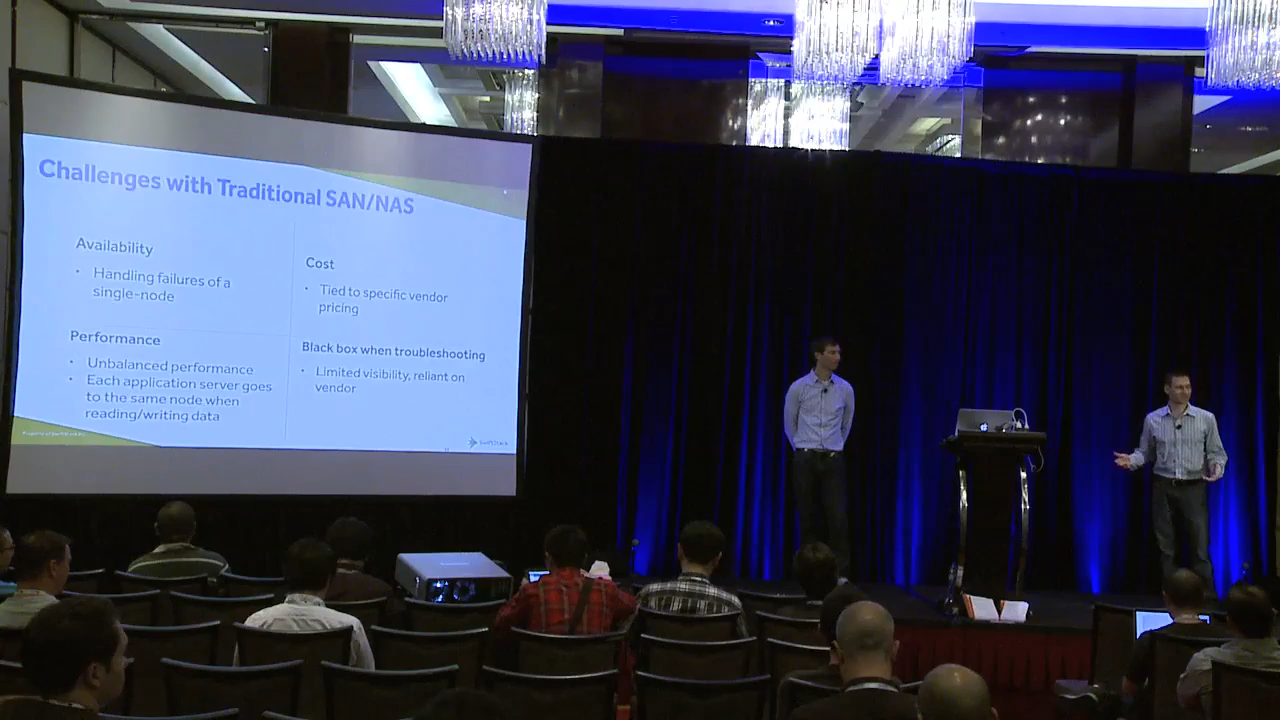 Challenges with Traditional SAN/NAS
Availability
• Handling failures of a
single-node
Performance
• Unbalanced performance
• Each application server goes
to the same node when
reading/writing data
Cost
• Tied to specific vendor
pricing
Black box when troubleshooting
• Limited visibility, reliant on
vendor
SwiftStack